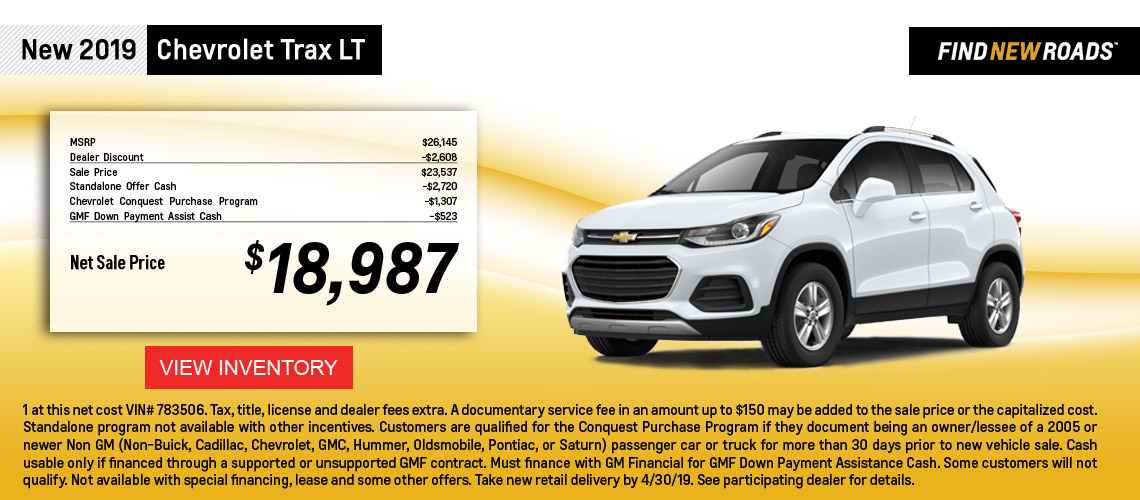 New 2019 Chevrolet Trax LT
FIND NEW ROADS™
MSRP $26,145
Dealer Discount -$2,608
Sale Price $23,537
Standalone Offer Cash -$2,720
Chevrolet Conquest Purchase Program -$1,307
GMF Down Payment Assist Cash -$523
Net Sale Price $18,987
VIEW INVENTORY
1 at this net cost VIN# 783506. Tax, title, license and dealer fees extra. A documentary service fee in an amount up to $150 may be added to the sale price or the capitalized cost.
Standalone program not available with other incentives. Customers are qualified for the Conquest Purchase Program if they document being an owner/lessee of a 2005 or
newer Non GM (Non-Buick, Cadillac, Chevrolet, GMC, Hummer, Oldsmobile, Pontiac, or Saturn) passenger car or truck for more than 30 days prior to new vehicle sale. Cash
usable only if financed through a supported or unsupported GMF contract. Must finance with GM Financial for GMF Down Payment Assistance Cash. Some customers will not
qualify. Not available with special financing, lease and some other offers. Take new retail delivery by 4/30/19. See participating dealer for details.